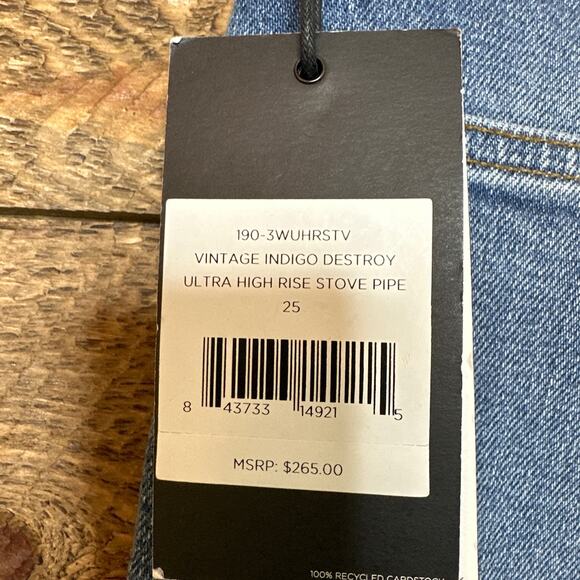 190-3WUHRSTV
VINTAGE INDIGO DESTROY
ULTRA HIGH RISE STOVE PIPE
25
8 43733 14921 5
MSRP: $265.00
100% RECYCLED CARDSTOCK